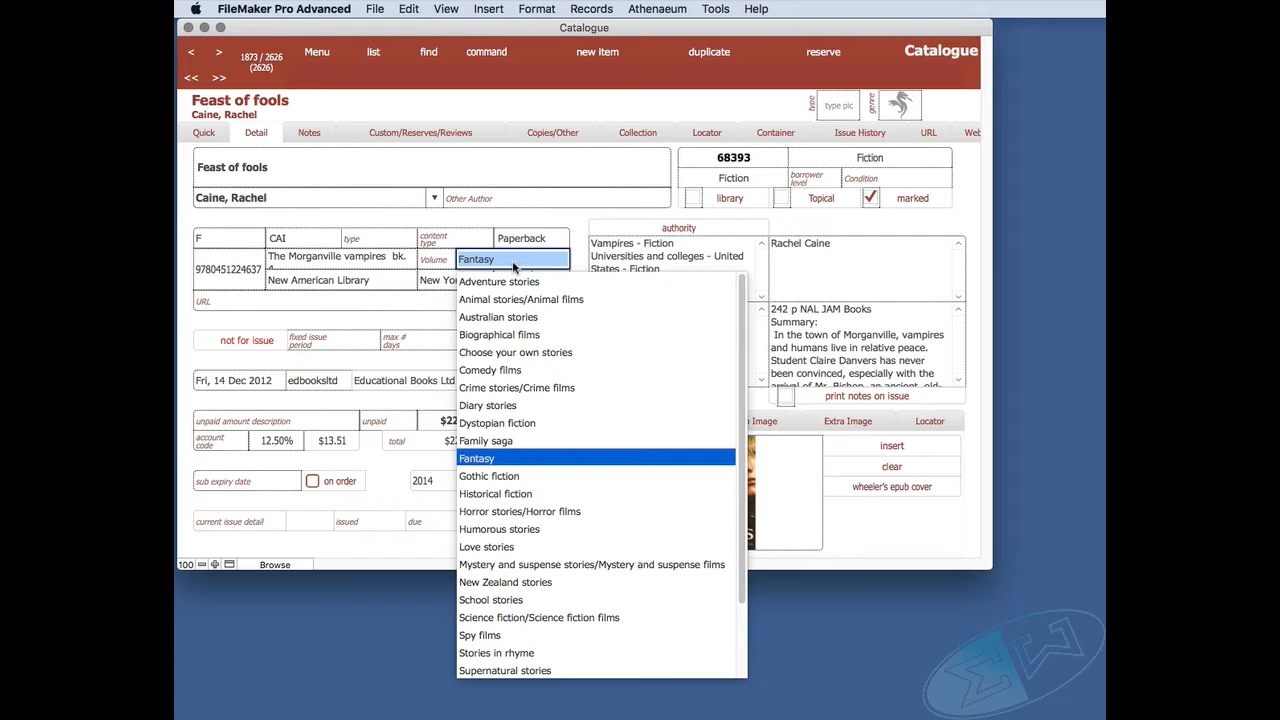 FileMaker Pro Advanced File Edit View Insert Format Records Athenaeum Tools Help
Catalogue
< > 1873 / 2626 Menu list find command new item duplicate reserve Catalogue
<< >> (2626)
Feast of fools
Caine, Rachel
type type pic genre
Quick Detail Notes Custom/Reserves/Reviews Copies/Other Collection Locator Container Issue History URL Web
Feast of fools
68393 Fiction
Fiction borrower level Condition
Caine, Rachel Other Author
library Topical marked
authority
F CAI type content type Paperback
Vampires - Fiction
Universities and colleges - United
States - Fiction
Rachel Caine
9780451224637 The Morganville vampires bk. Volume Fantasy
New American Library New Yo
URL
Adventure stories
Animal stories/Animal films
Australian stories
Biographical films
Choose your own stories
Comedy films
Crime stories/Crime films
Diary stories
Dystopian fiction
Family saga
Fantasy
Gothic fiction
Historical fiction
Horror stories/Horror films
Humorous stories
Love stories
Mystery and suspense stories/Mystery and suspense films
New Zealand stories
School stories
Science fiction/Science fiction films
Spy films
Stories in rhyme
Supernatural stories
242 p NAL JAM Books
Summary:
In the town of Morganville, vampires
and humans live in relative peace.
Student Claire Danvers has never
been convinced, especially with the
arrival of Mr. Bishop, an ancient, old-
not for issue fixed issue period max # days
Fri, 14 Dec 2012 edbooksltd Educational Books Ltd
print notes on issue
unpaid amount description unpaid $22
account code 12.50% $13.51 total $22
Image Extra Image Locator
insert
clear
wheeler's epub cover
sub expiry date on order 2014
current issue detail issued due
100 Browse